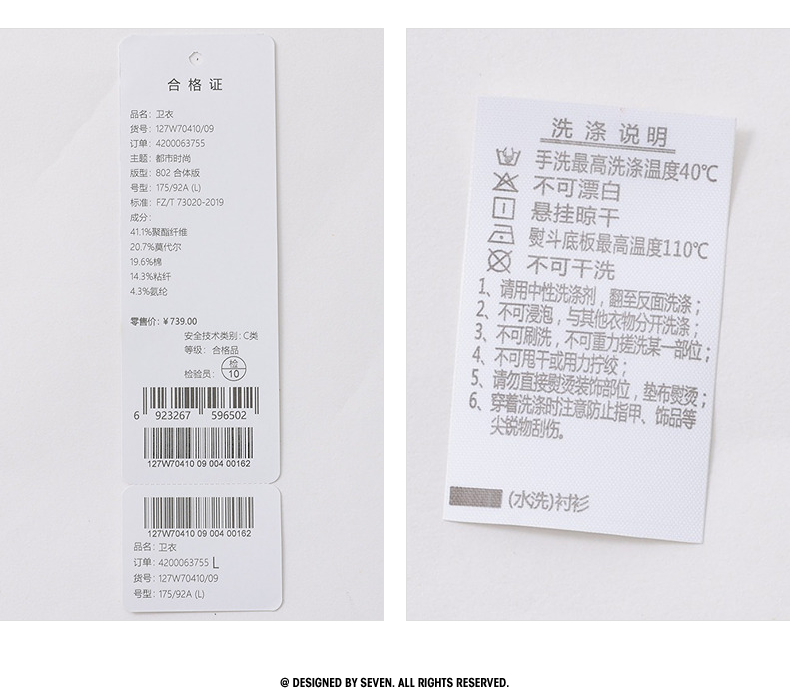 合格证
品名：卫衣
货号：127W70410/09
订单：4200063755
主题：都市时尚
版型：802 合体版
号型：175/92A (L)
标准：FZ/T 73020-2019
成分：
41.1%聚酯纤维
20.7%莫代尔
19.6%棉
14.3%粘纤
4.3%氨纶
零售价：￥739.00
安全技术类别：C类
等级：合格品
检验员：检10
6 923267 596502
127W70410 09 004 00162
127W70410 09 004 00162
品名：卫衣
订单：4200063755 L
货号：127W70410/09
号型：175/92A (L)
洗涤说明
手洗最高洗涤温度40℃
不可漂白
悬挂晾干
熨斗底板最高温度110℃
不可干洗
1、请用中性洗涤剂，翻至反面洗涤；
2、不可浸泡，与其他衣物分开洗涤；
3、不可刷洗，不可重力搓洗某一部位；
4、不可甩干或用力拧绞；
5、请勿直接熨烫装饰部位，垫布熨烫；
6、穿着洗涤时注意防止指甲、饰品等
尖锐物刮伤。
(水洗)衬衫
@ DESIGNED BY SEVEN. ALL RIGHTS RESERVED.